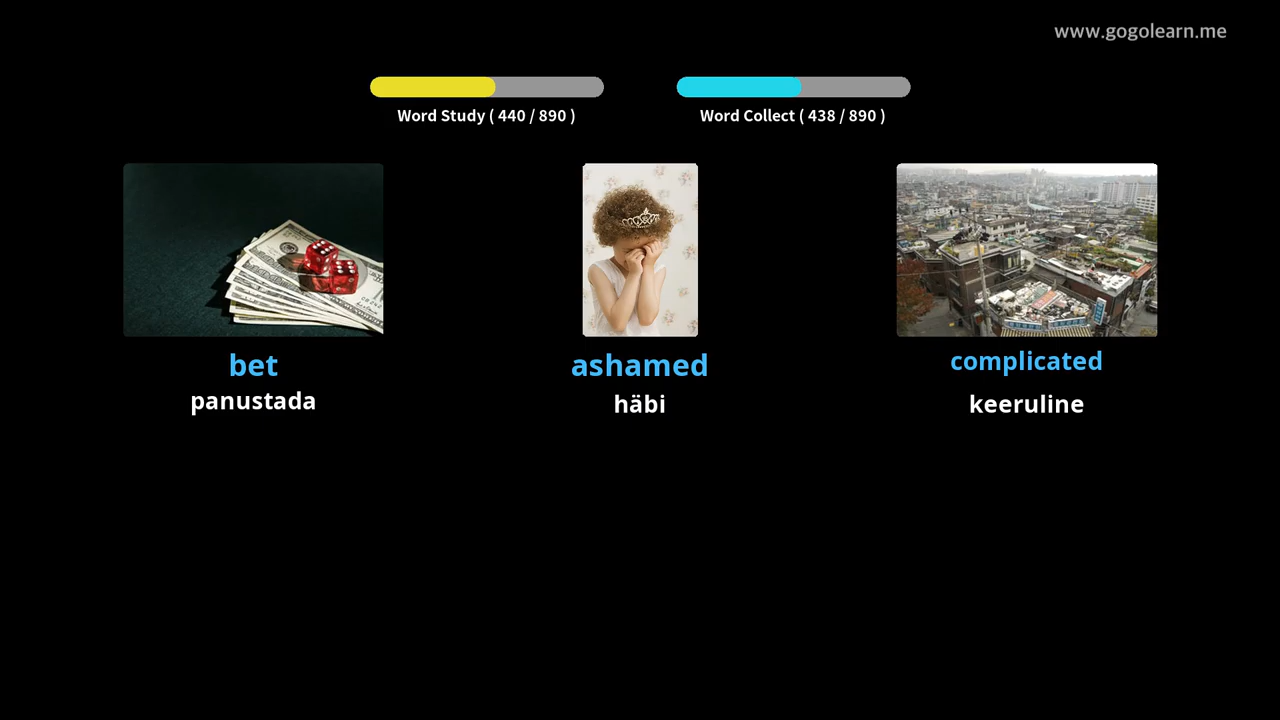 www.gogolearn.me
Word Study ( 440 / 890 )
Word Collect ( 438 / 890 )
bet
ashamed
complicated
panustada
häbi
keeruline